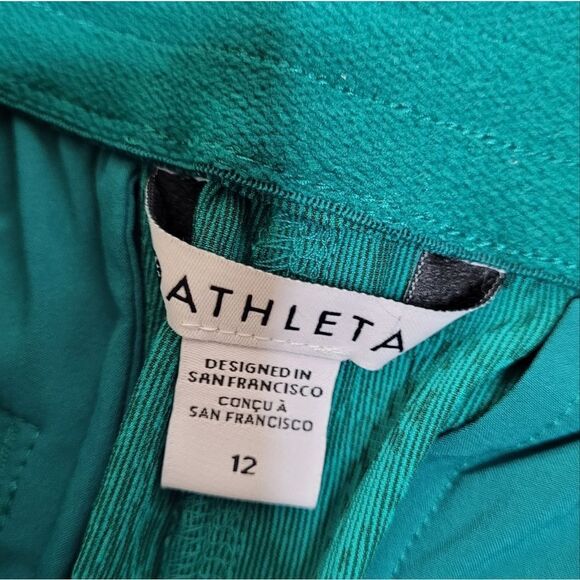 ATHLETA
DESIGNED IN
SAN FRANCISCO
CONÇU À
SAN FRANCISCO
12